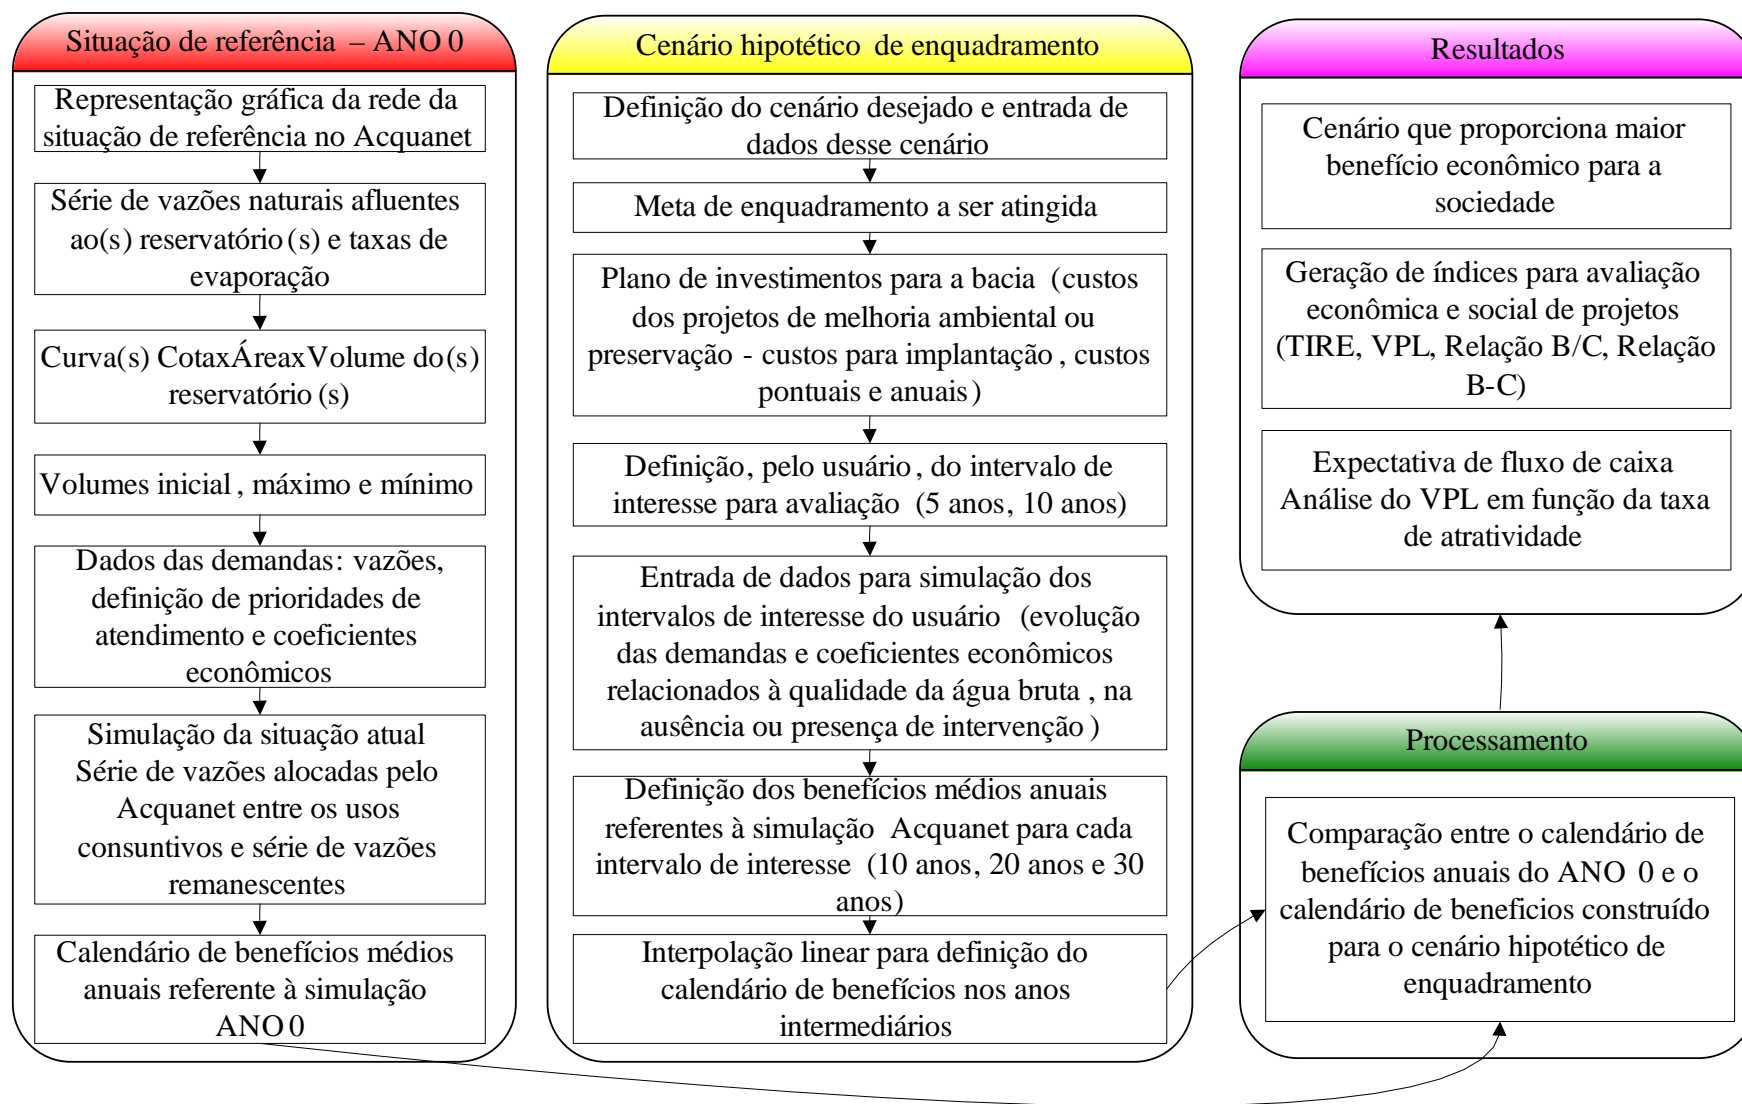 Situação de referência – ANO 0
Representação gráfica da rede da
situação de referência no Acquanet
Série de vazões naturais afluentes
ao(s) reservatório(s) e taxas de
evaporação
Curva(s) CotaxÁreaxVolume do(s)
reservatório(s)
Volumes inicial, máximo e mínimo
Dados das demandas: vazões,
definição de prioridades de
atendimento e coeficientes
econômicos
Simulação da situação atual
Série de vazões alocadas pelo
Acquanet entre os usos
consuntivos e série de vazões
remanescentes
Calendário de benefícios médios
anuais referente à simulação
ANO 0
Cenário hipotético de enquadramento
Definição do cenário desejado e entrada de
dados desse cenário
Meta de enquadramento a ser atingida
Plano de investimentos para a bacia (custos
dos projetos de melhoria ambiental ou
preservação - custos para implantação, custos
pontuais e anuais)
Definição, pelo usuário, do intervalo de
interesse para avaliação (5 anos, 10 anos)
Entrada de dados para simulação dos
intervalos de interesse do usuário (evolução
das demandas e coeficientes econômicos
relacionados à qualidade da água bruta, na
ausência ou presença de intervenção)
Definição dos benefícios médios anuais
referentes à simulação Acquanet para cada
intervalo de interesse (10 anos, 20 anos e 30
anos)
Interpolação linear para definição do
calendário de benefícios nos anos
intermediários
Resultados
Cenário que proporciona maior
benefício econômico para a
sociedade
Geração de índices para avaliação
econômica e social de projetos
(TIRE, VPL, Relação B/C, Relação
B-C)
Expectativa de fluxo de caixa
Análise do VPL em função da taxa
de atratividade
Processamento
Comparação entre o calendário de
benefícios anuais do ANO 0 e o
calendário de beneficios construído
para o cenário hipotético de
enquadramento